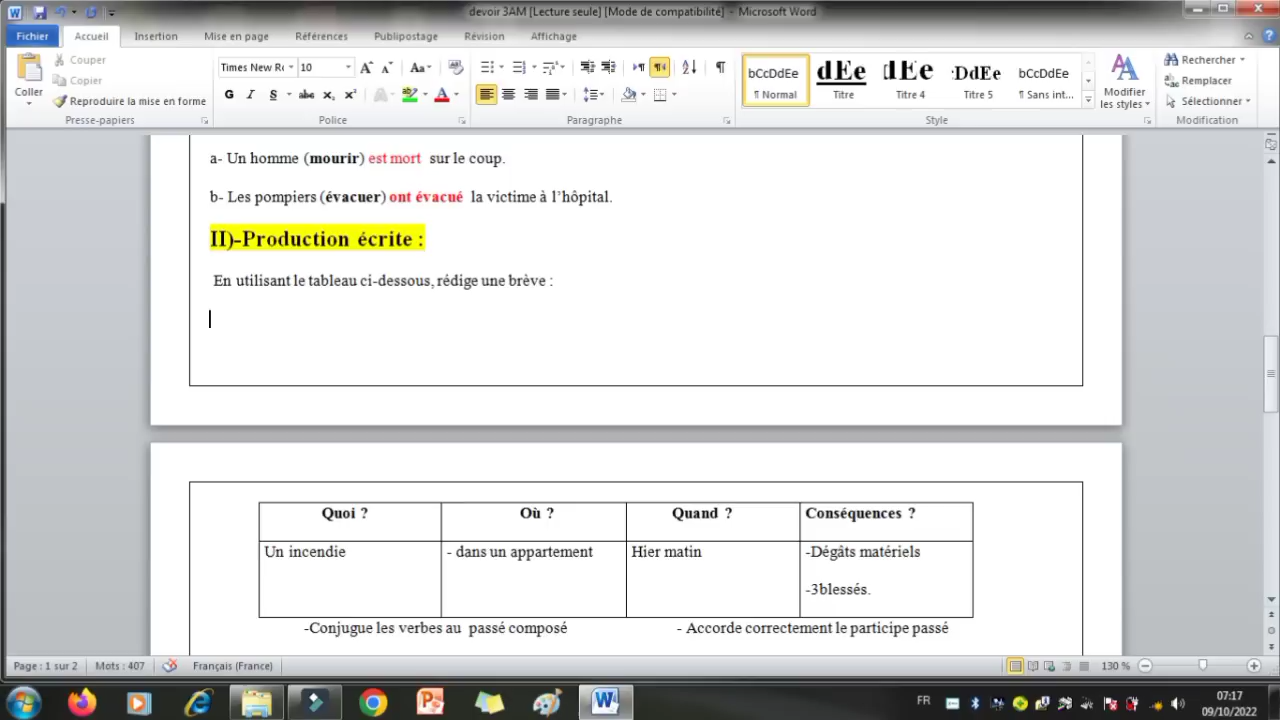 devoir 3AM [Lecture seule] [Mode de compatibilité] - Microsoft Word
Fichier Accueil Insertion Mise en page Références Publipostage Révision Affichage
Couper
Copier
Reproduire la mise en forme
Coller
Presse-papiers
Times New R 10
G I S abc x₂ x²
Police
Paragraphe
bCcDdEe dEe dEe :DdEe bCcDdEe
¶ Normal Titre Titre 4 Titre 5 ¶ Sans int...
Style
Modifier les styles
Rechercher
Remplacer
Sélectionner
Modification
a- Un homme (mourir) est mort sur le coup.
b- Les pompiers (évacuer) ont évacué la victime à l'hôpital.
II)-Production écrite :
En utilisant le tableau ci-dessous, rédige une brève :
Quoi ? Où ? Quand ? Conséquences ?
Un incendie - dans un appartement Hier matin -Dégâts matériels
-3blessés.
-Conjugue les verbes au passé composé - Accorde correctement le participe passé
Page : 1 sur 2 Mots : 407 Français (France) 130 %
FR 07:17
09/10/2022